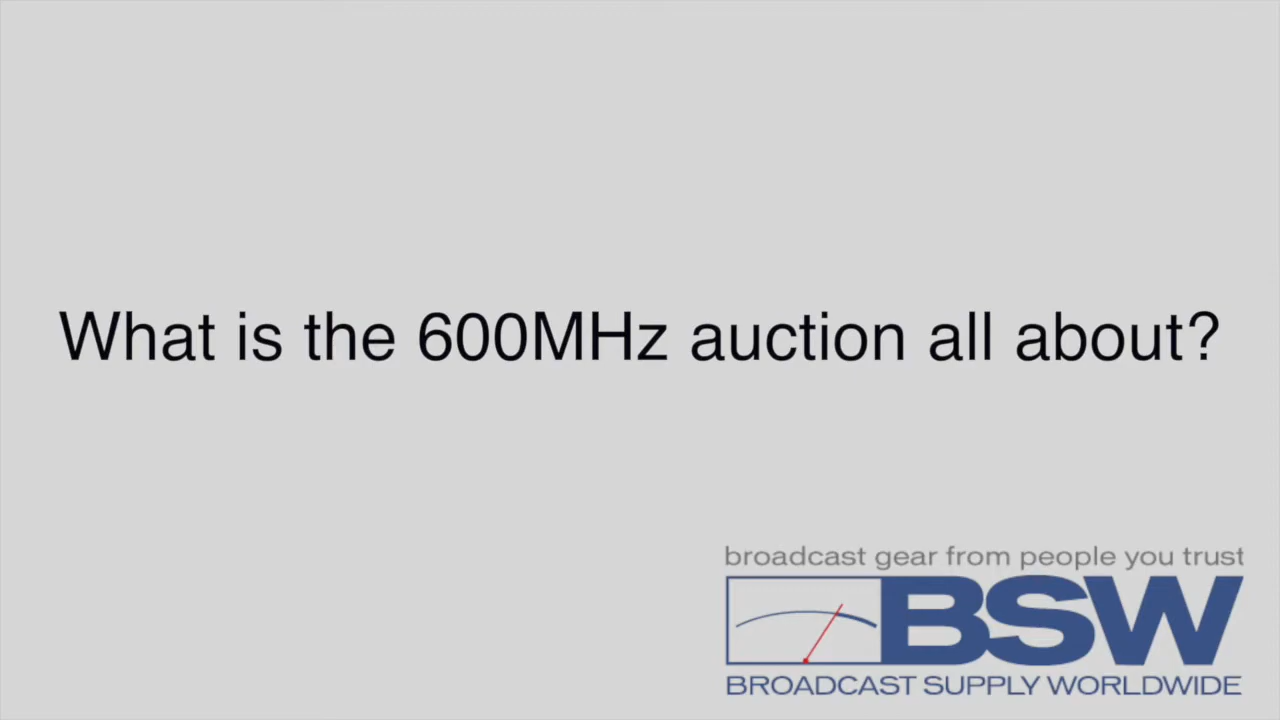 What is the 600MHz auction all about?
broadcast gear from people you trust
BSW
BROADCAST SUPPLY WORLDWIDE